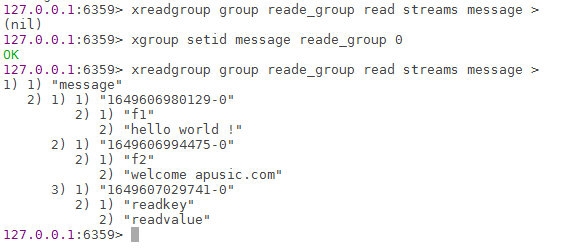 127.0.0.1:6359> xreadgroup group reade_group read streams message >
(nil)
127.0.0.1:6359> xgroup setid message reade_group 0
OK
127.0.0.1:6359> xreadgroup group reade_group read streams message >
1) 1) "message"
   2) 1) 1) "1649606980129-0"
         2) 1) "f1"
            2) "hello world !"
      2) 1) "1649606994475-0"
         2) 1) "f2"
            2) "welcome apusic.com"
      3) 1) "1649607029741-0"
         2) 1) "readkey"
            2) "readvalue"
127.0.0.1:6359>